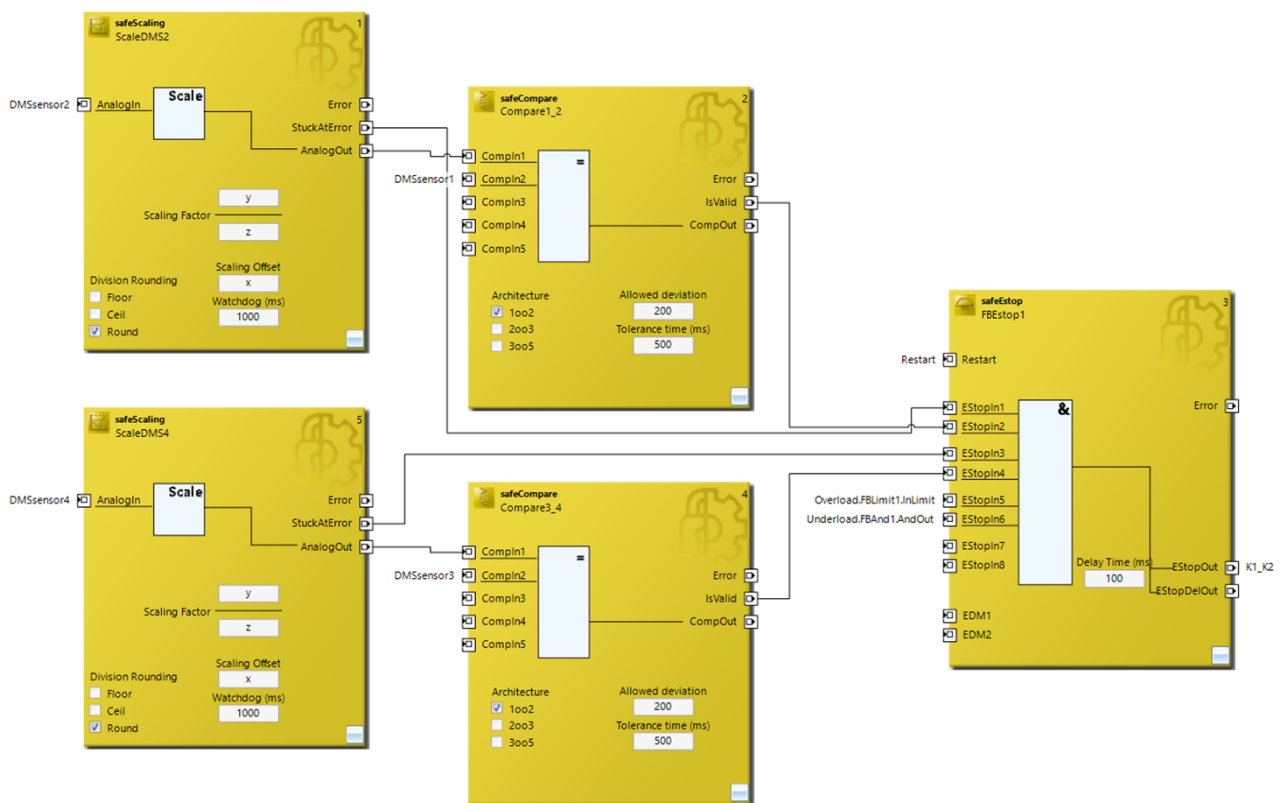 safeScaling
1
ScaleDMS2
DMSsensor2
AnalogIn
Scale
Error
StuckAtError
AnalogOut
y
Scaling Factor
z
Scaling Offset
Division Rounding
x
Floor
Watchdog (ms)
Ceil
1000
Round
safeCompare
2
Compare1_2
CompIn1
=
DMSsensor1
CompIn2
Error
CompIn3
IsValid
CompIn4
CompOut
CompIn5
Architecture
Allowed deviation
1oo2
200
2oo3
Tolerance time (ms)
3oo5
500
safeEstop
3
FBEstop1
Restart
Restart
EStopIn1
&
Error
EStopIn2
EStopIn3
EStopIn4
Overload.FBLimit1.InLimit
EStopIn5
Underload.FBAnd1.AndOut
EStopIn6
EStopIn7
EStopIn8
Delay Time (ms)
100
EStopOut
K1_K2
EStopDelOut
EDM1
EDM2
safeScaling
5
ScaleDMS4
DMSsensor4
AnalogIn
Scale
Error
StuckAtError
AnalogOut
y
Scaling Factor
z
Scaling Offset
Division Rounding
x
Floor
Watchdog (ms)
Ceil
1000
Round
safeCompare
4
Compare3_4
CompIn1
=
DMSsensor3
CompIn2
Error
CompIn3
IsValid
CompIn4
CompOut
CompIn5
Architecture
Allowed deviation
1oo2
200
2oo3
Tolerance time (ms)
3oo5
500